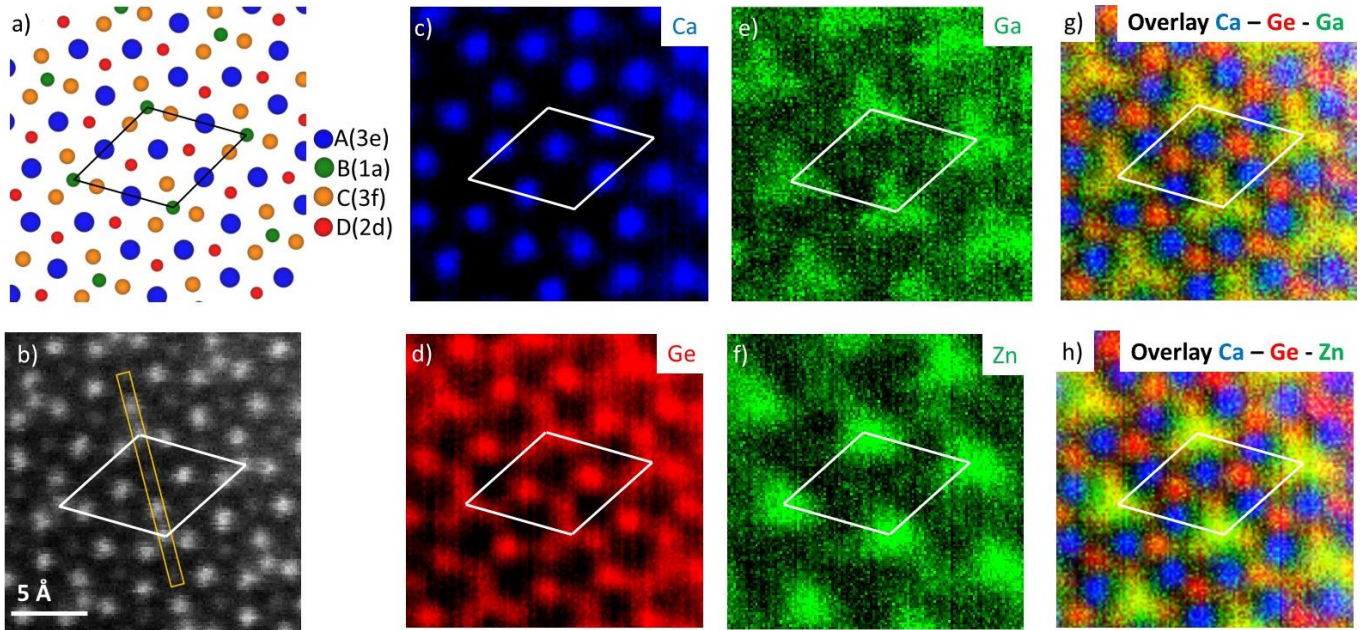 a)
A(3e)
B(1a)
C(3f)
D(2d)
c)
Ca
e)
Ga
g)
Overlay Ca – Ge - Ga
b)
5 Å
d)
Ge
f)
Zn
h)
Overlay Ca – Ge - Zn